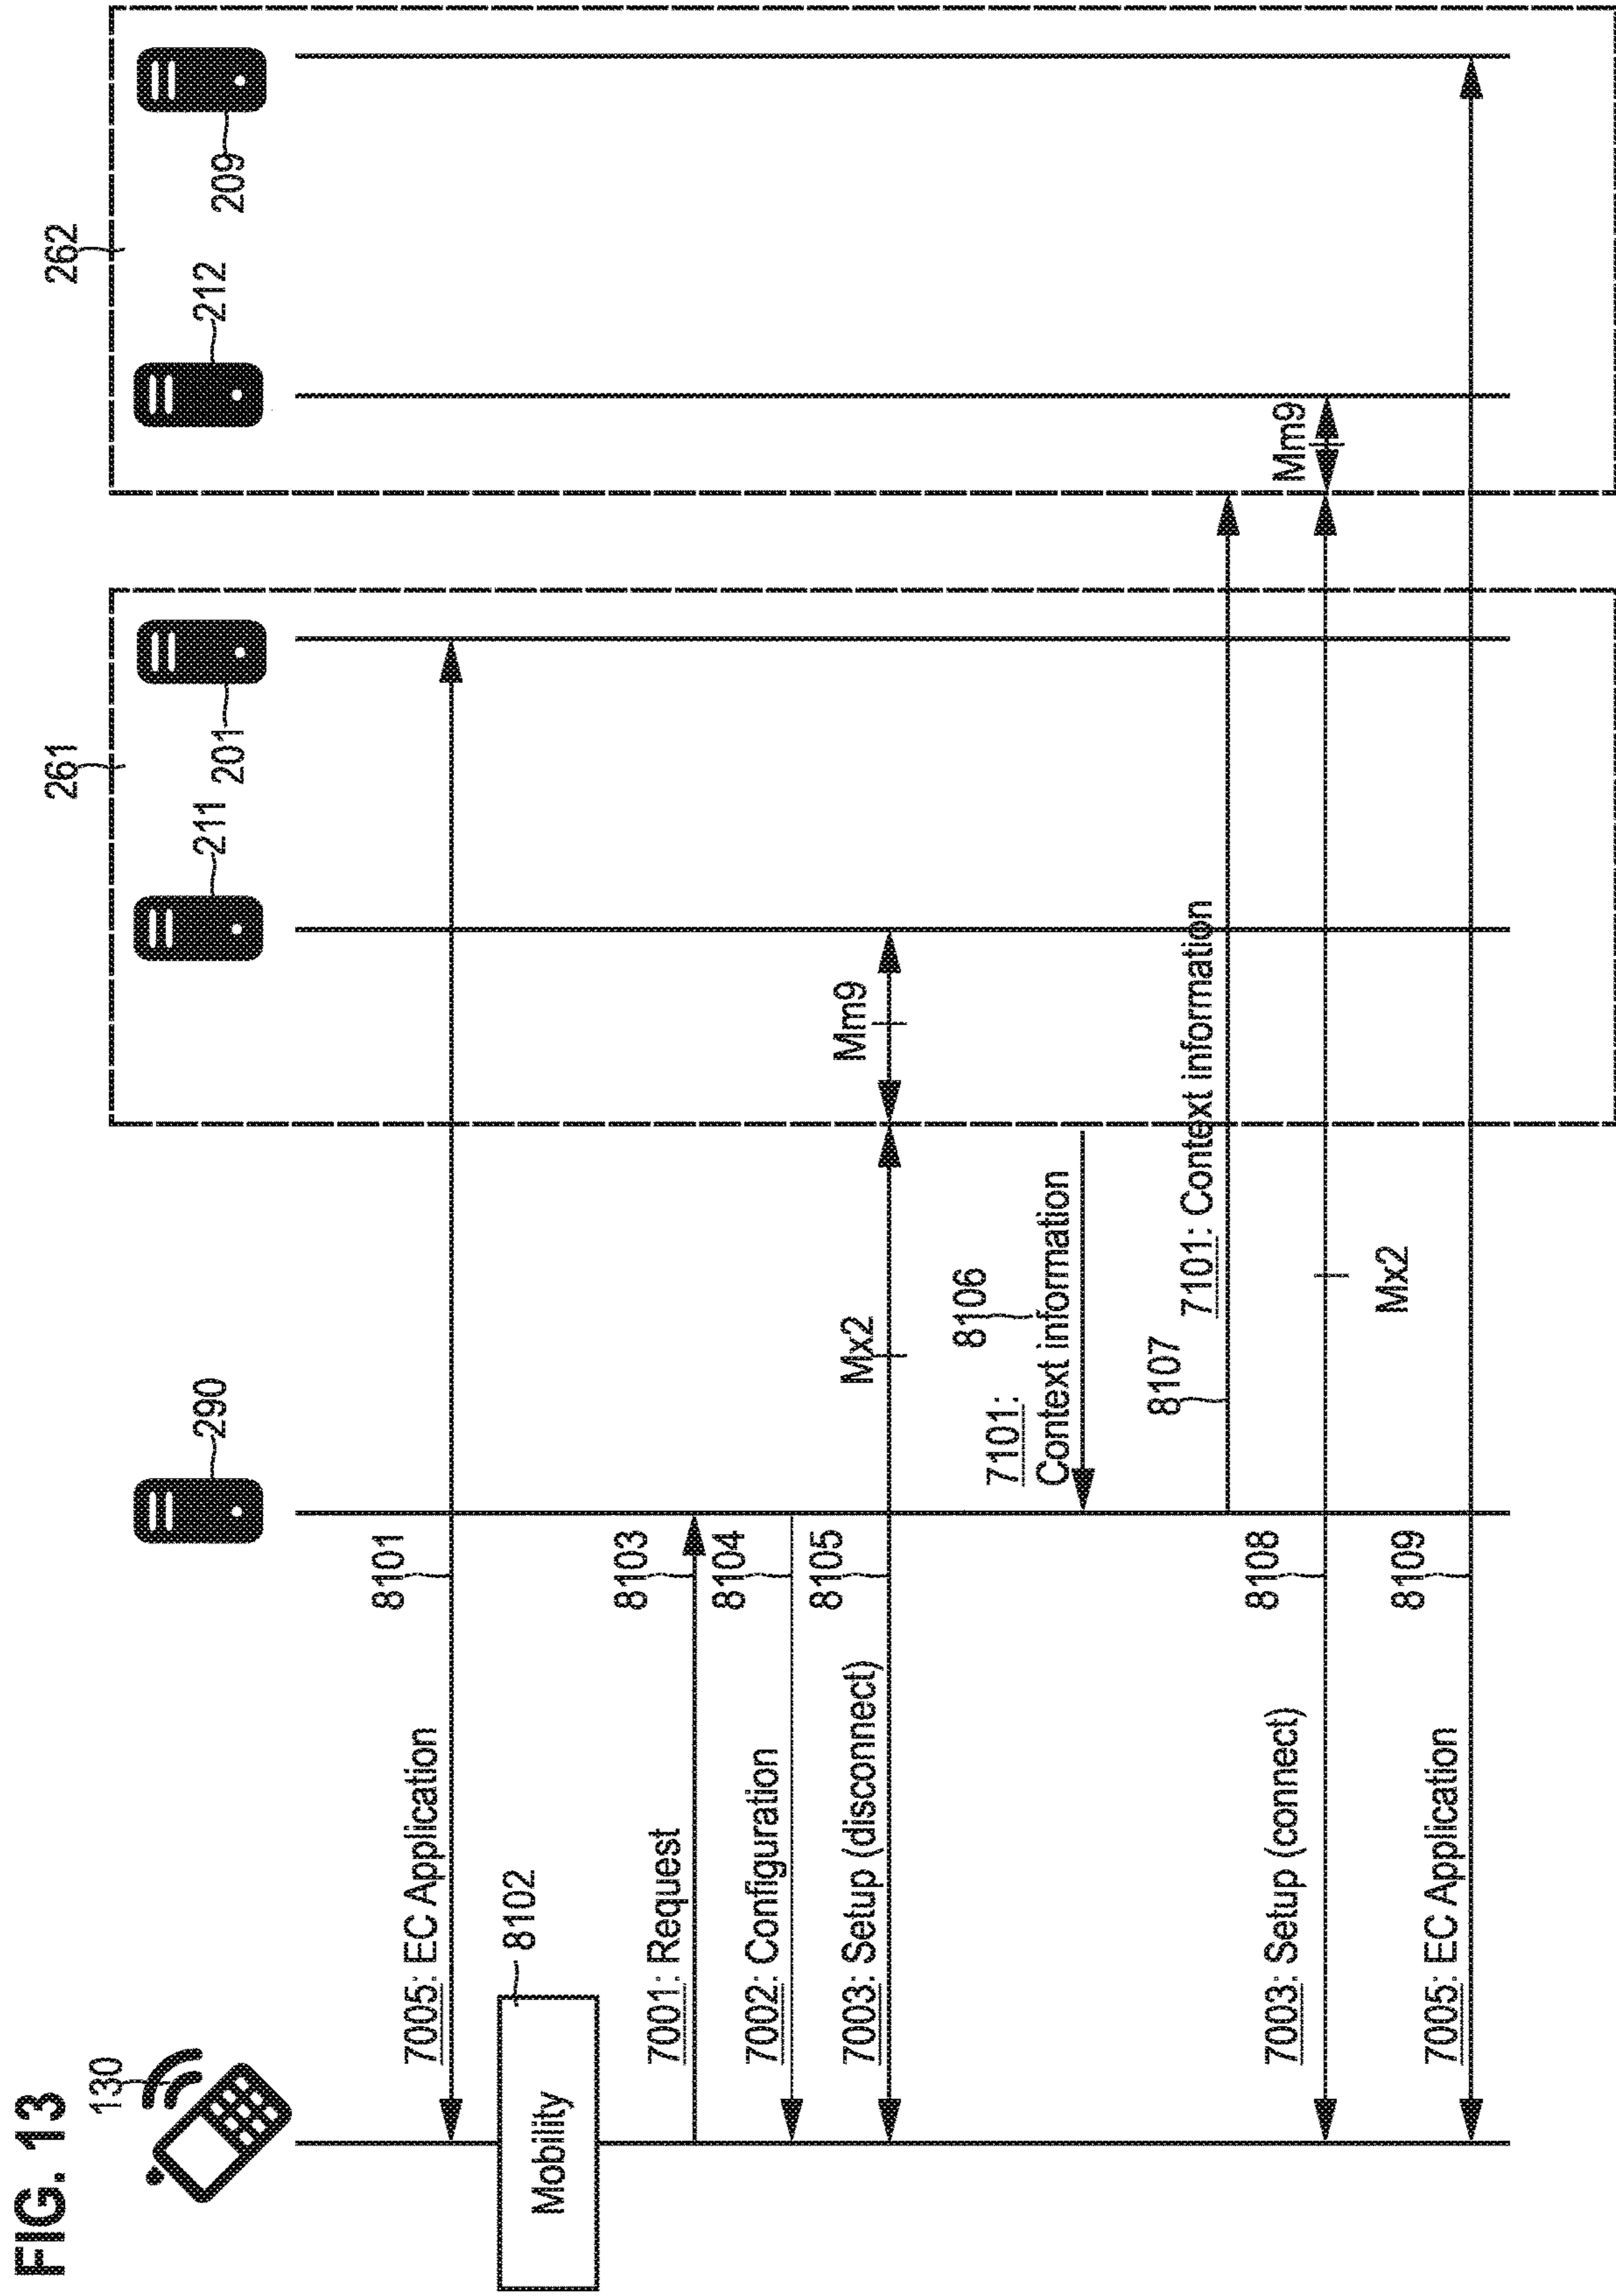 FIG. 13
130
290
261
211
201
262
212
209
7005: EC Application
8101
Mobility
8102
7001: Request
8103
7002: Configuration
8104
7003: Setup (disconnect)
8105
Mx2
Mm9
8106
7101:
Context information
8107
7101: Context information
7003: Setup (connect)
8108
Mx2
Mm9
7005: EC Application
8109